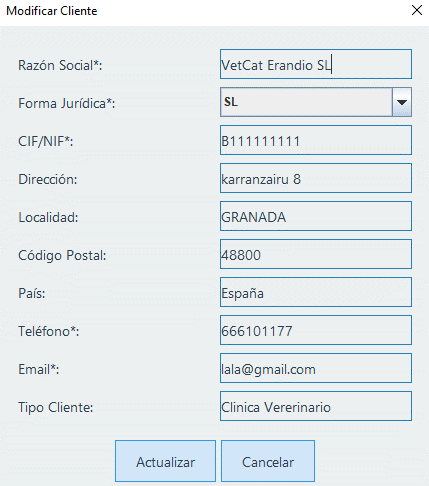 Modificar Cliente
Razón Social*: VetCat Erandio SL
Forma Jurídica*: SL
CIF/NIF*: B111111111
Dirección: karranzairu 8
Localidad: GRANADA
Código Postal: 48800
País: España
Teléfono*: 666101177
Email*: lala@gmail.com
Tipo Cliente: Clinica Vererinario
Actualizar Cancelar